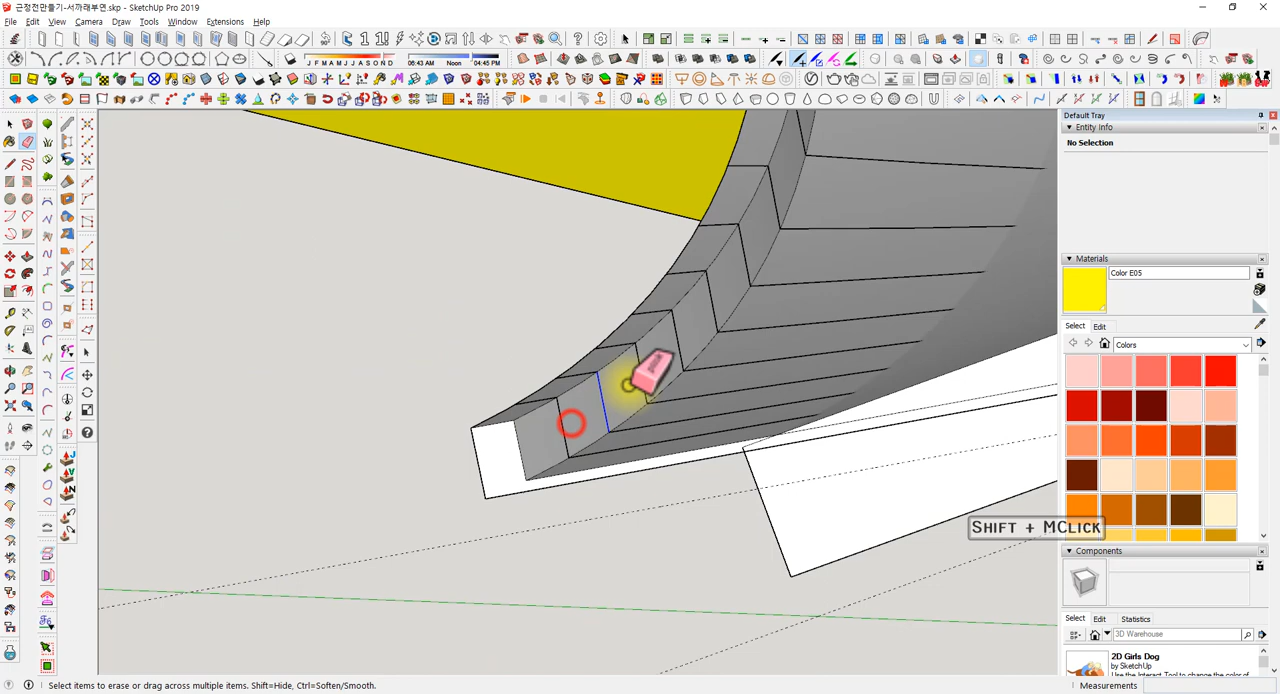 근정전만들기-서까래부연.skp - SketchUp Pro 2019
File Edit View Camera Draw Tools Window Extensions Help
J F M A M J J A S O N D
Noon
06:43 AM
04:45 PM
Default Tray
Entity Info
No Selection
Materials
Color E05
Select Edit
Colors
SHIFT + MCLICK
Components
Select Edit Statistics
3D Warehouse
2D Girls Dog
by SketchUp
Use the Interact Tool to change the color of
Select items to erase or drag across multiple items. Shift=Hide, Ctrl=Soften/Smooth.
Measurements